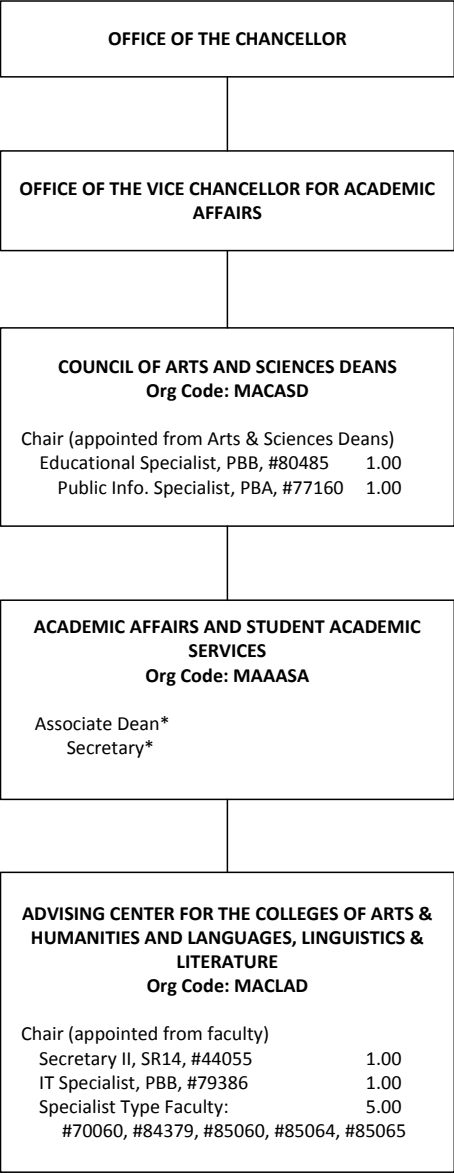 OFFICE OF THE CHANCELLOR
OFFICE OF THE VICE CHANCELLOR FOR ACADEMIC
AFFAIRS
COUNCIL OF ARTS AND SCIENCES DEANS
Org Code: MACASD
Chair (appointed from Arts & Sciences Deans)
Educational Specialist, PBB, #80485 1.00
Public Info. Specialist, PBA, #77160 1.00
ACADEMIC AFFAIRS AND STUDENT ACADEMIC
SERVICES
Org Code: MAAASA
Associate Dean*
Secretary*
ADVISING CENTER FOR THE COLLEGES OF ARTS &
HUMANITIES AND LANGUAGES, LINGUISTICS &
LITERATURE
Org Code: MACLAD
Chair (appointed from faculty)
Secretary II, SR14, #44055 1.00
IT Specialist, PBB, #79386 1.00
Specialist Type Faculty: 5.00
#70060, #84379, #85060, #85064, #85065